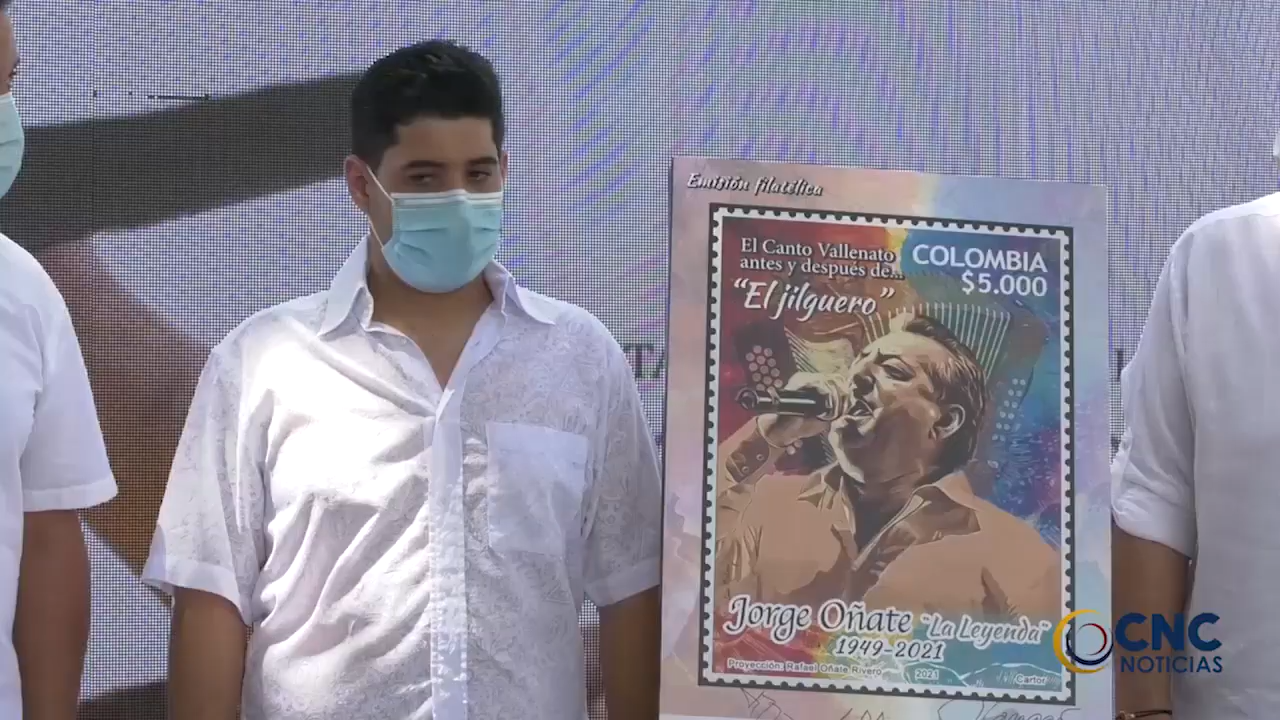 Emisión filatélica
El Canto Vallenato
antes y después de...
"El jilguero"
COLOMBIA
$5.000
Jorge Oñate "La Leyenda"
1949-2021
Proyección: Rafael Oñate Rivero
2021
Cartor
CNC
NOTICIAS